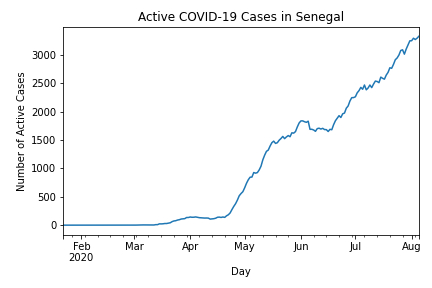 Active COVID-19 Cases in Senegal
Number of Active Cases
3000
2500
2000
1500
1000
500
0
Feb Mar Apr May Jun Jul Aug
2020
Day